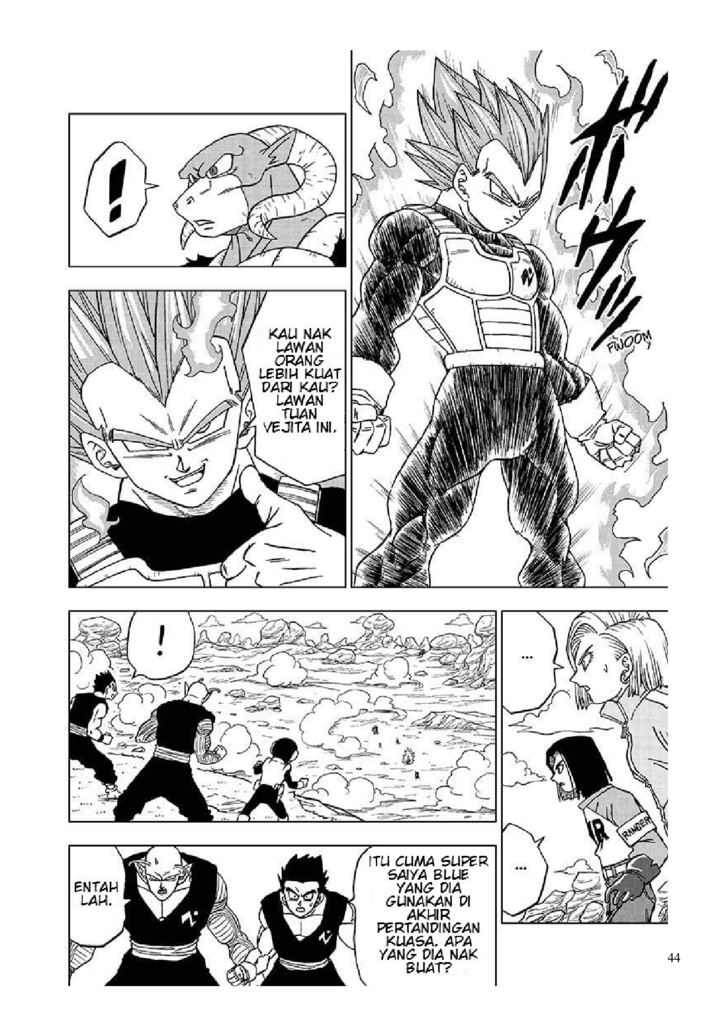 !
FWOOM
KAU NAK
LAWAN
ORANG
LEBIH KUAT
DARI KAU?
LAWAN
TUAN
VEJITA INI.
!
...
RANGER
R
...
ITU CUMA SUPER
SAIYA BLUE
YANG DIA
GUNAKAN DI
AKHIR
PERTANDINGAN
KUASA. APA
YANG DIA NAK
BUAT?
ENTAH
LAH.
44